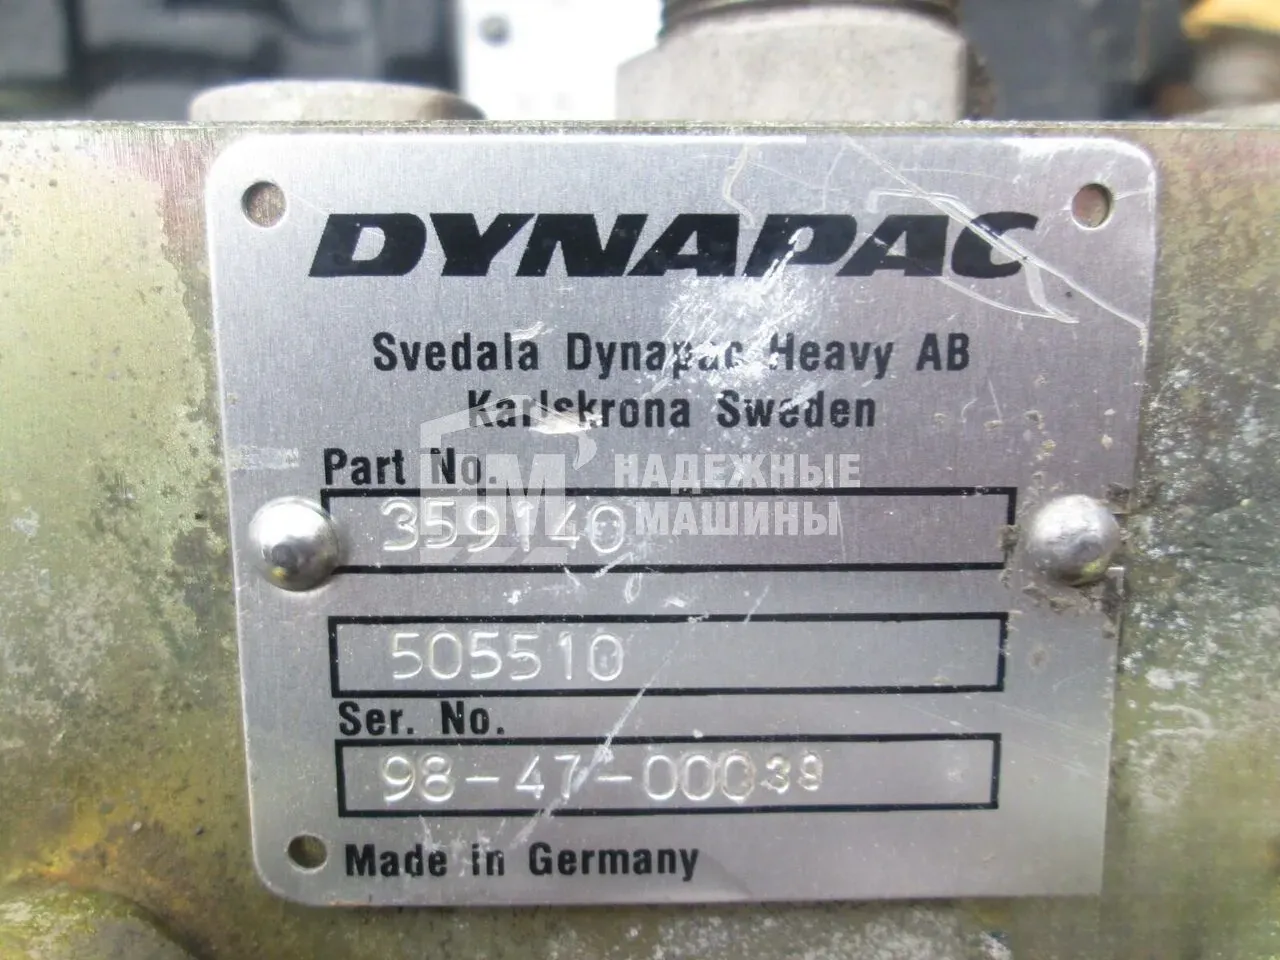 DYNAPAC
Svedala Dynapac Heavy AB
Karlskrona Sweden
Part No.
НАДЕЖНЫЕ
МАШИНЫ
359140
505510
Ser. No.
98-47-00039
Made in Germany